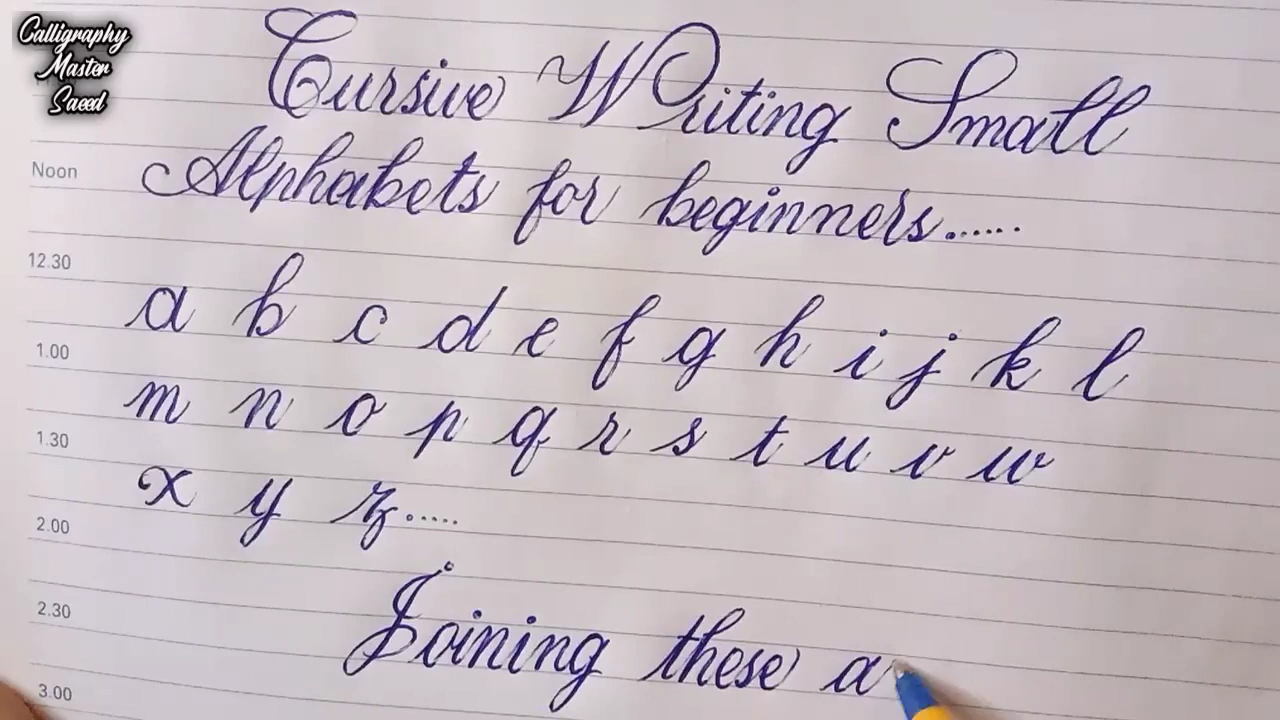 Calligraphy
Master
Saeed
Cursive Writing Small
Noon
Alphabets for beginners......
12.30
a b c d e f g h i j k l
1.00
m n o p q r s t u v w
1.30
x y z.....
2.00
2.30
Joining these a
3.00